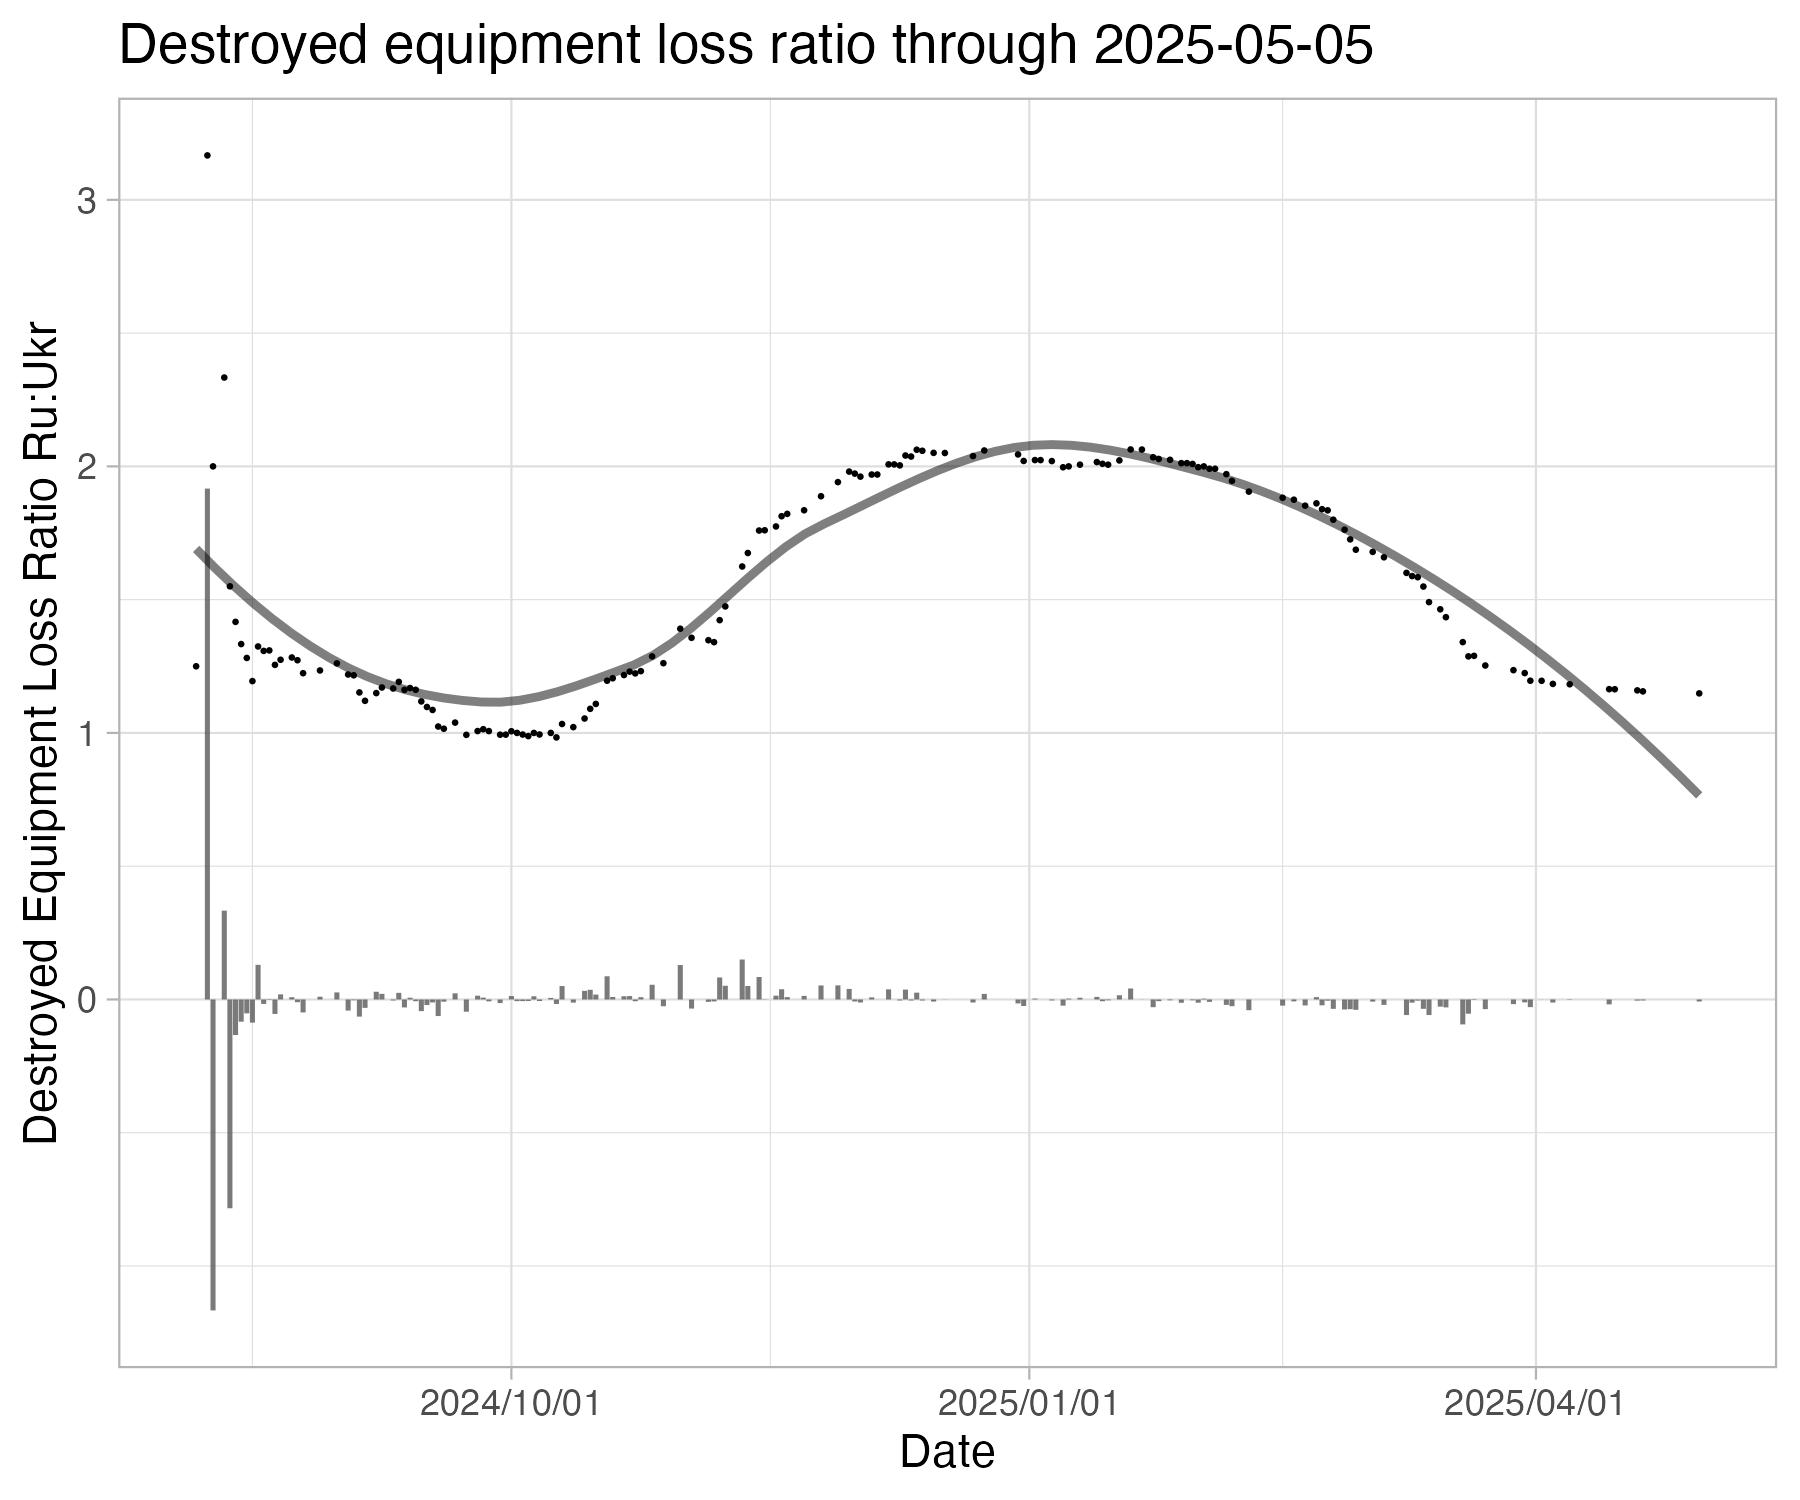 Destroyed equipment loss ratio through 2025-05-05
Destroyed Equipment Loss Ratio Ru:Ukr
3
2
1
0
2024/10/01
2025/01/01
2025/04/01
Date